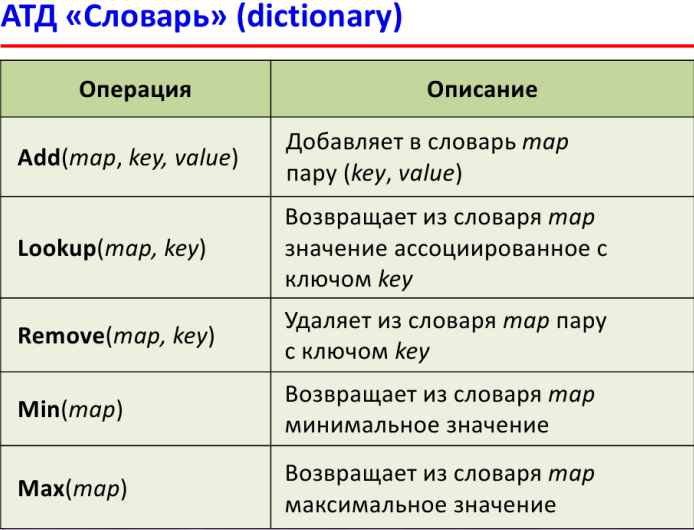 АТД «Словарь» (dictionary)
Операция
Описание
Add(map, key, value)
Добавляет в словарь map
пару (key, value)
Lookup(map, key)
Возвращает из словаря map
значение ассоциированное с
ключом key
Remove(map, key)
Удаляет из словаря map пару
с ключом key
Min(map)
Возвращает из словаря map
минимальное значение
Max(map)
Возвращает из словаря map
максимальное значение